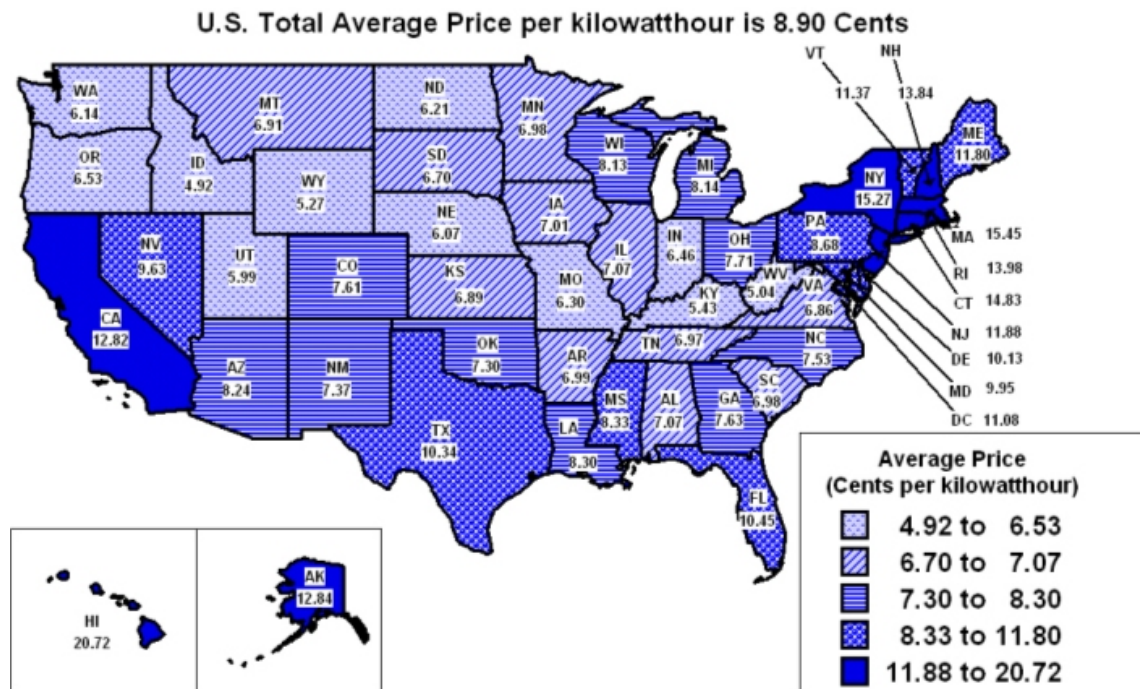 U.S. Total Average Price per kilowatthour is 8.90 Cents
VT
11.37
NH
13.84
WA
6.14
MT
6.91
ND
6.21
MN
6.98
ME
11.80
OR
6.53
ID
4.92
WY
5.27
SD
6.70
WI
8.13
MI
8.14
NY
15.27
NV
9.63
UT
5.99
CO
7.61
NE
6.07
KS
6.89
IA
7.01
IL
7.07
IN
6.46
OH
7.71
PA
8.68
MO
6.30
KY
5.43
WV
5.04
VA
6.86
MA 15.45
RI 13.98
CT 14.83
NJ 11.88
DE 10.13
MD 9.95
DC 11.08
CA
12.82
AZ
8.24
NM
7.37
OK
7.30
AR
6.99
TN 6.97
NC
7.53
SC
6.98
TX
10.34
LA
8.30
MS
8.33
AL
7.07
GA
7.63
FL
10.45
HI
20.72
AK
12.84
Average Price
(Cents per kilowatthour)
4.92 to 6.53
6.70 to 7.07
7.30 to 8.30
8.33 to 11.80
11.88 to 20.72